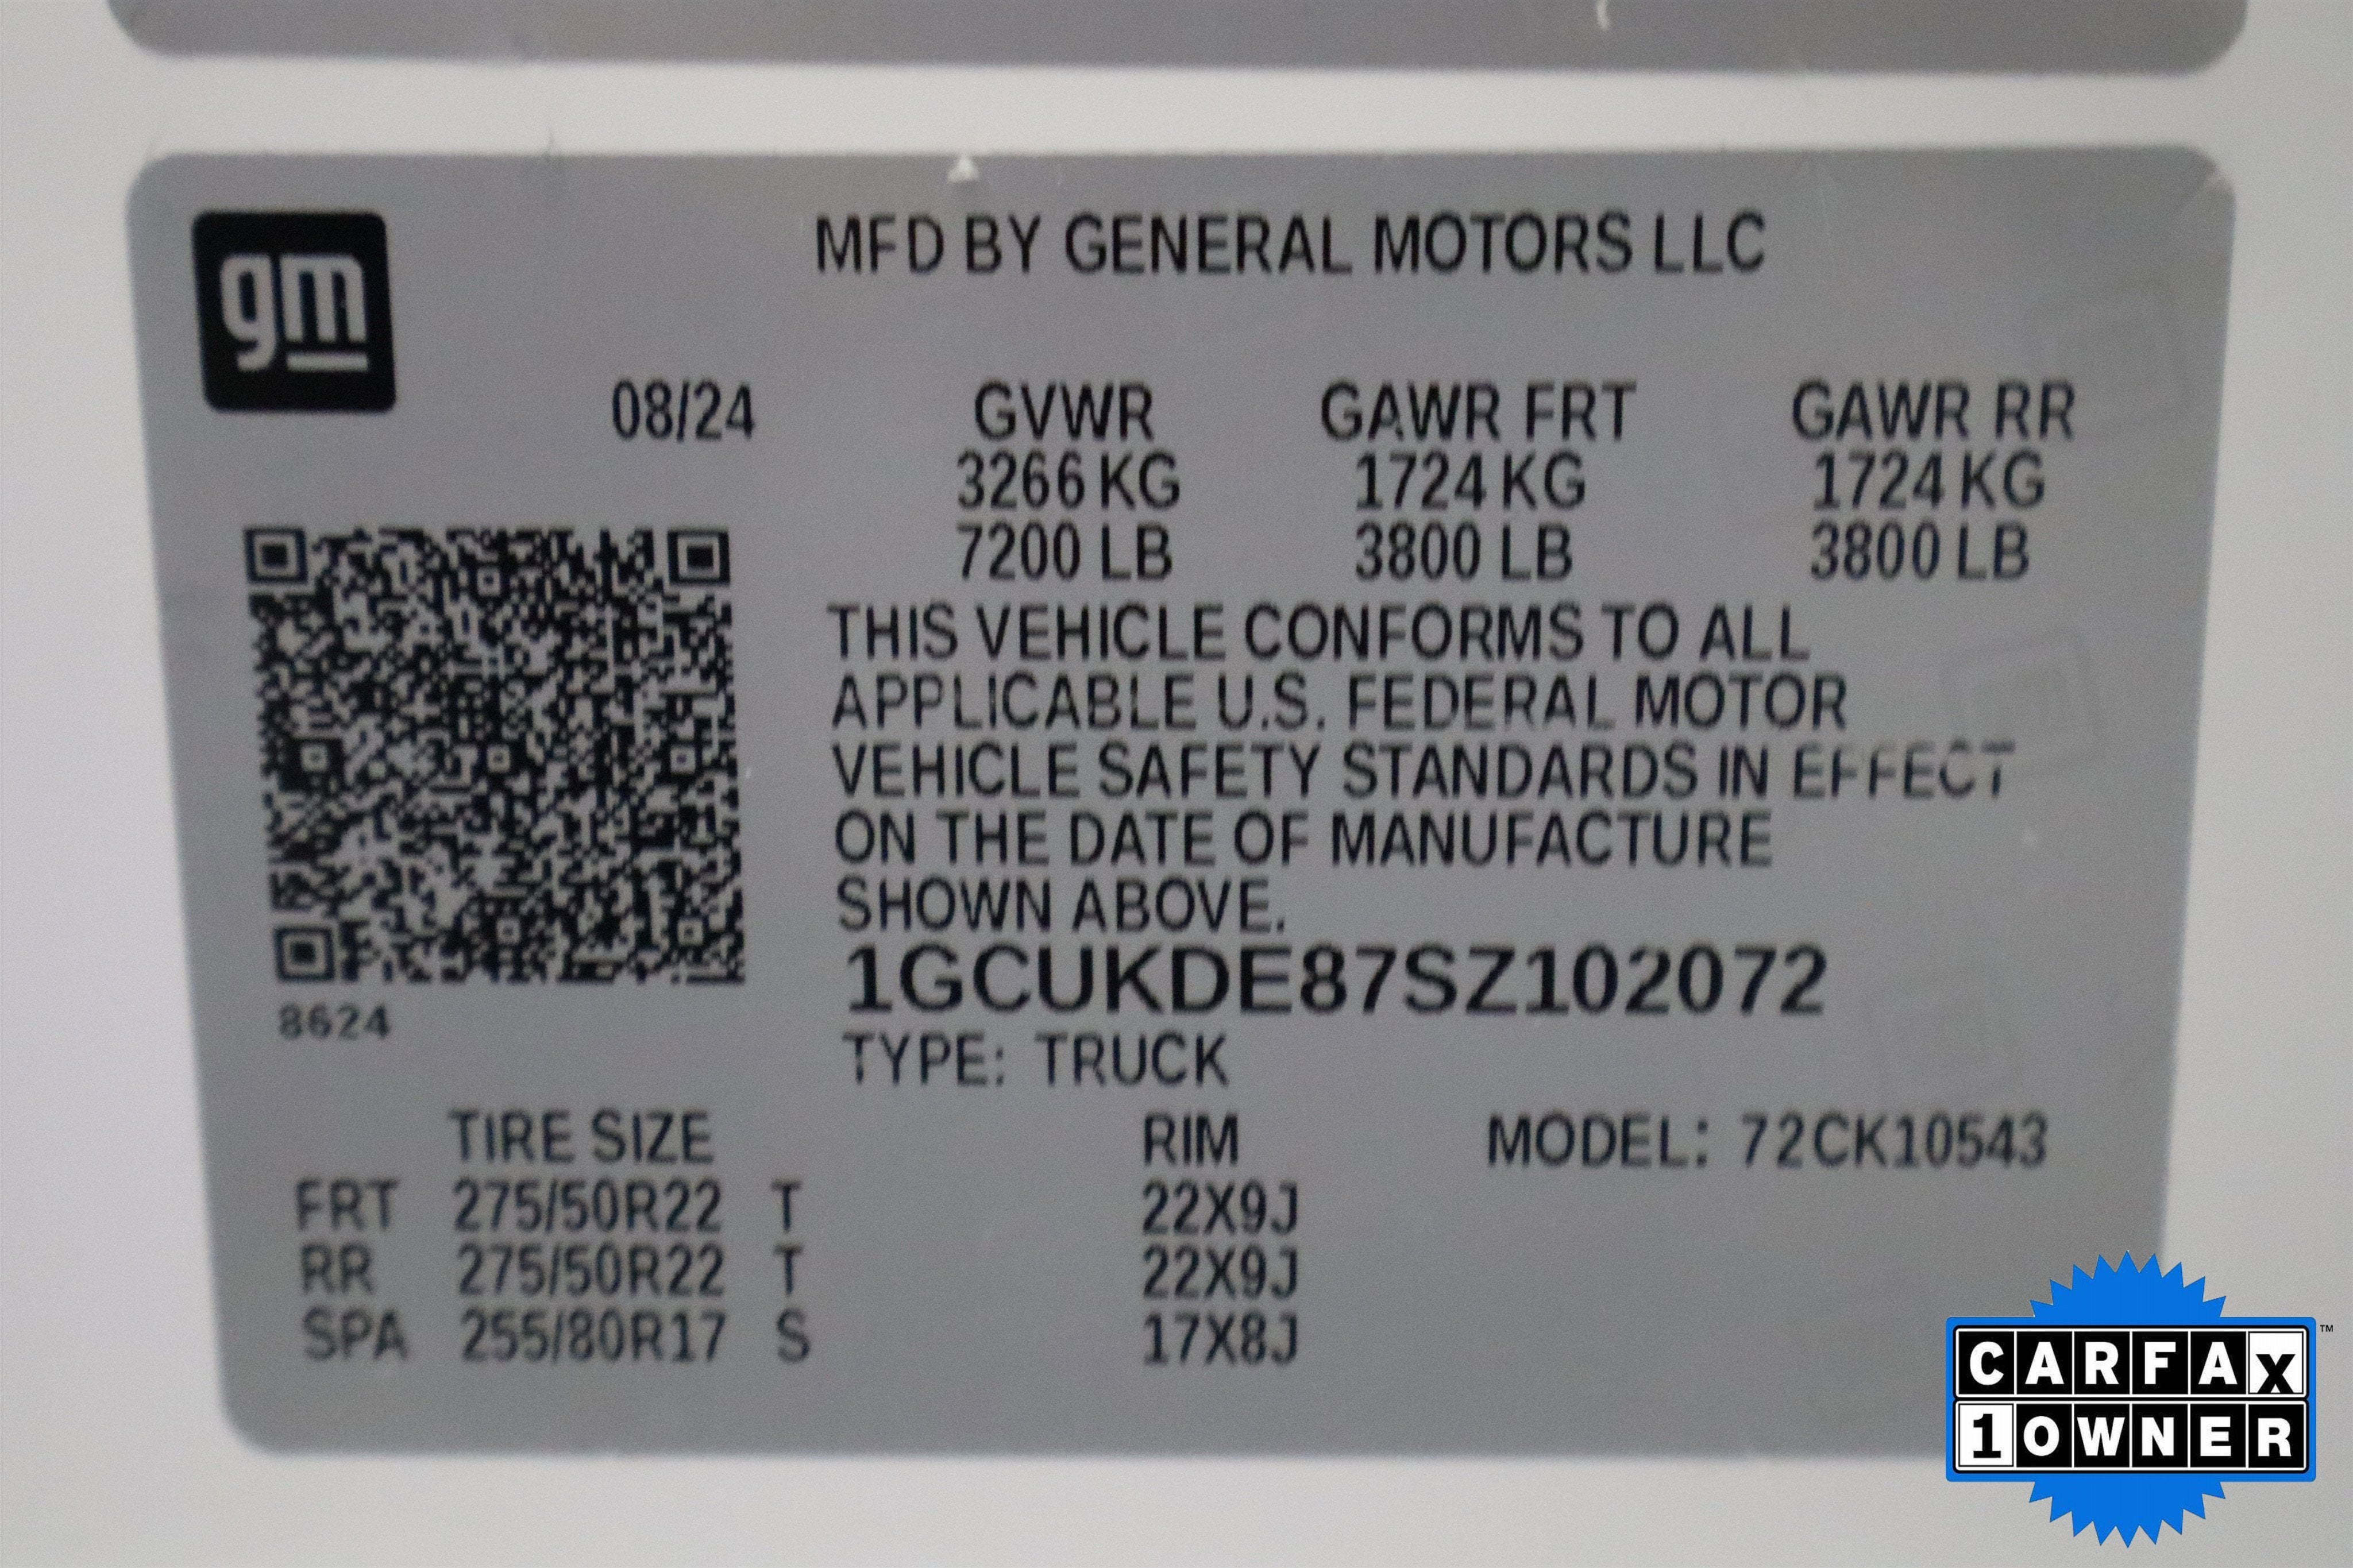 gm
MFD BY GENERAL MOTORS LLC
08/24 GVWR GAWR FRT GAWR RR
3266 KG 1724 KG 1724 KG
7200 LB 3800 LB 3800 LB
THIS VEHICLE CONFORMS TO ALL
APPLICABLE U.S. FEDERAL MOTOR
VEHICLE SAFETY STANDARDS IN EFFECT
ON THE DATE OF MANUFACTURE
SHOWN ABOVE.
1GCUKDE87SZ102072
8624
TYPE: TRUCK
TIRE SIZE RIM MODEL: 72CK10543
FRT 275/50R22 T 22X9J
RR 275/50R22 T 22X9J
SPA 255/80R17 S 17X8J
CARFAX™
1 OWNER